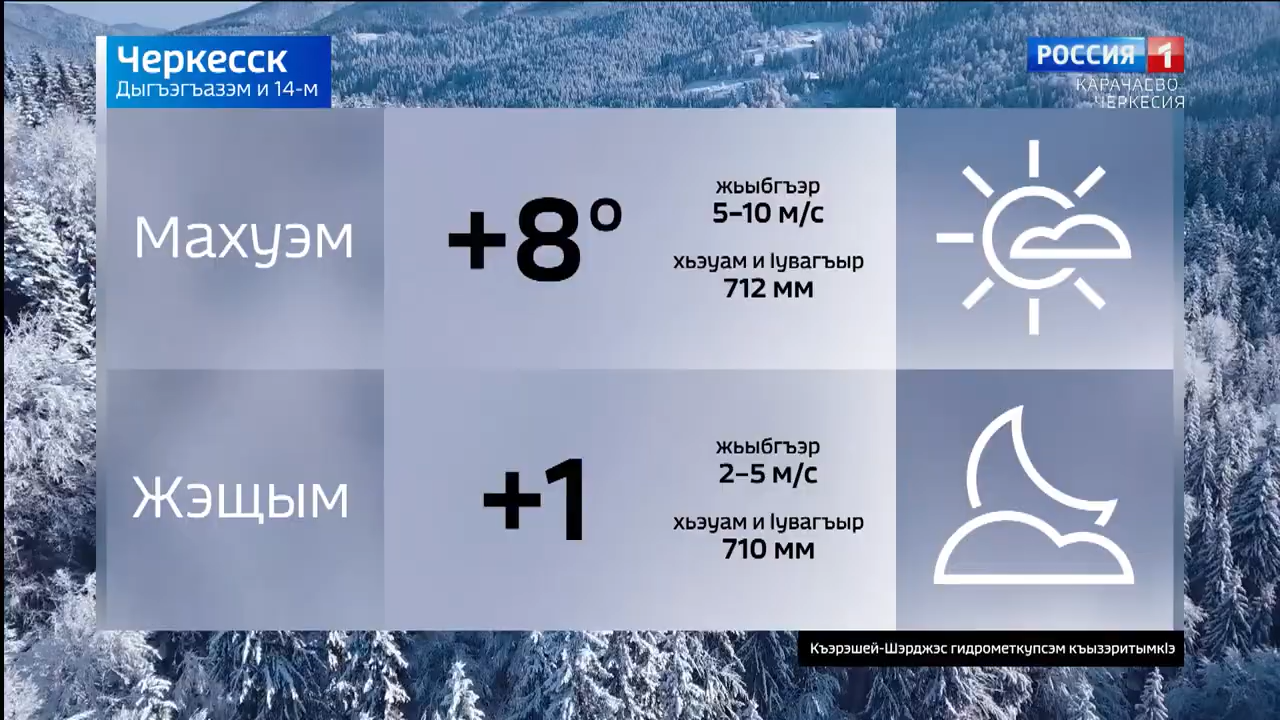 Черкесск
Дыгъэгъазэм и 14-м
РОССИЯ 1
КАРАЧАЕВО
ЧЕРКЕСИЯ
Махуэм
+8°
жьыбгъэр
5–10 м/с
хьэуам и Iувагъыр
712 мм
Жэщым
+1
жьыбгъэр
2–5 м/с
хьэуам и Iувагъыр
710 мм
Къэрэшей-Шэрджэс гидрометкупсэм къызэритымкIэ